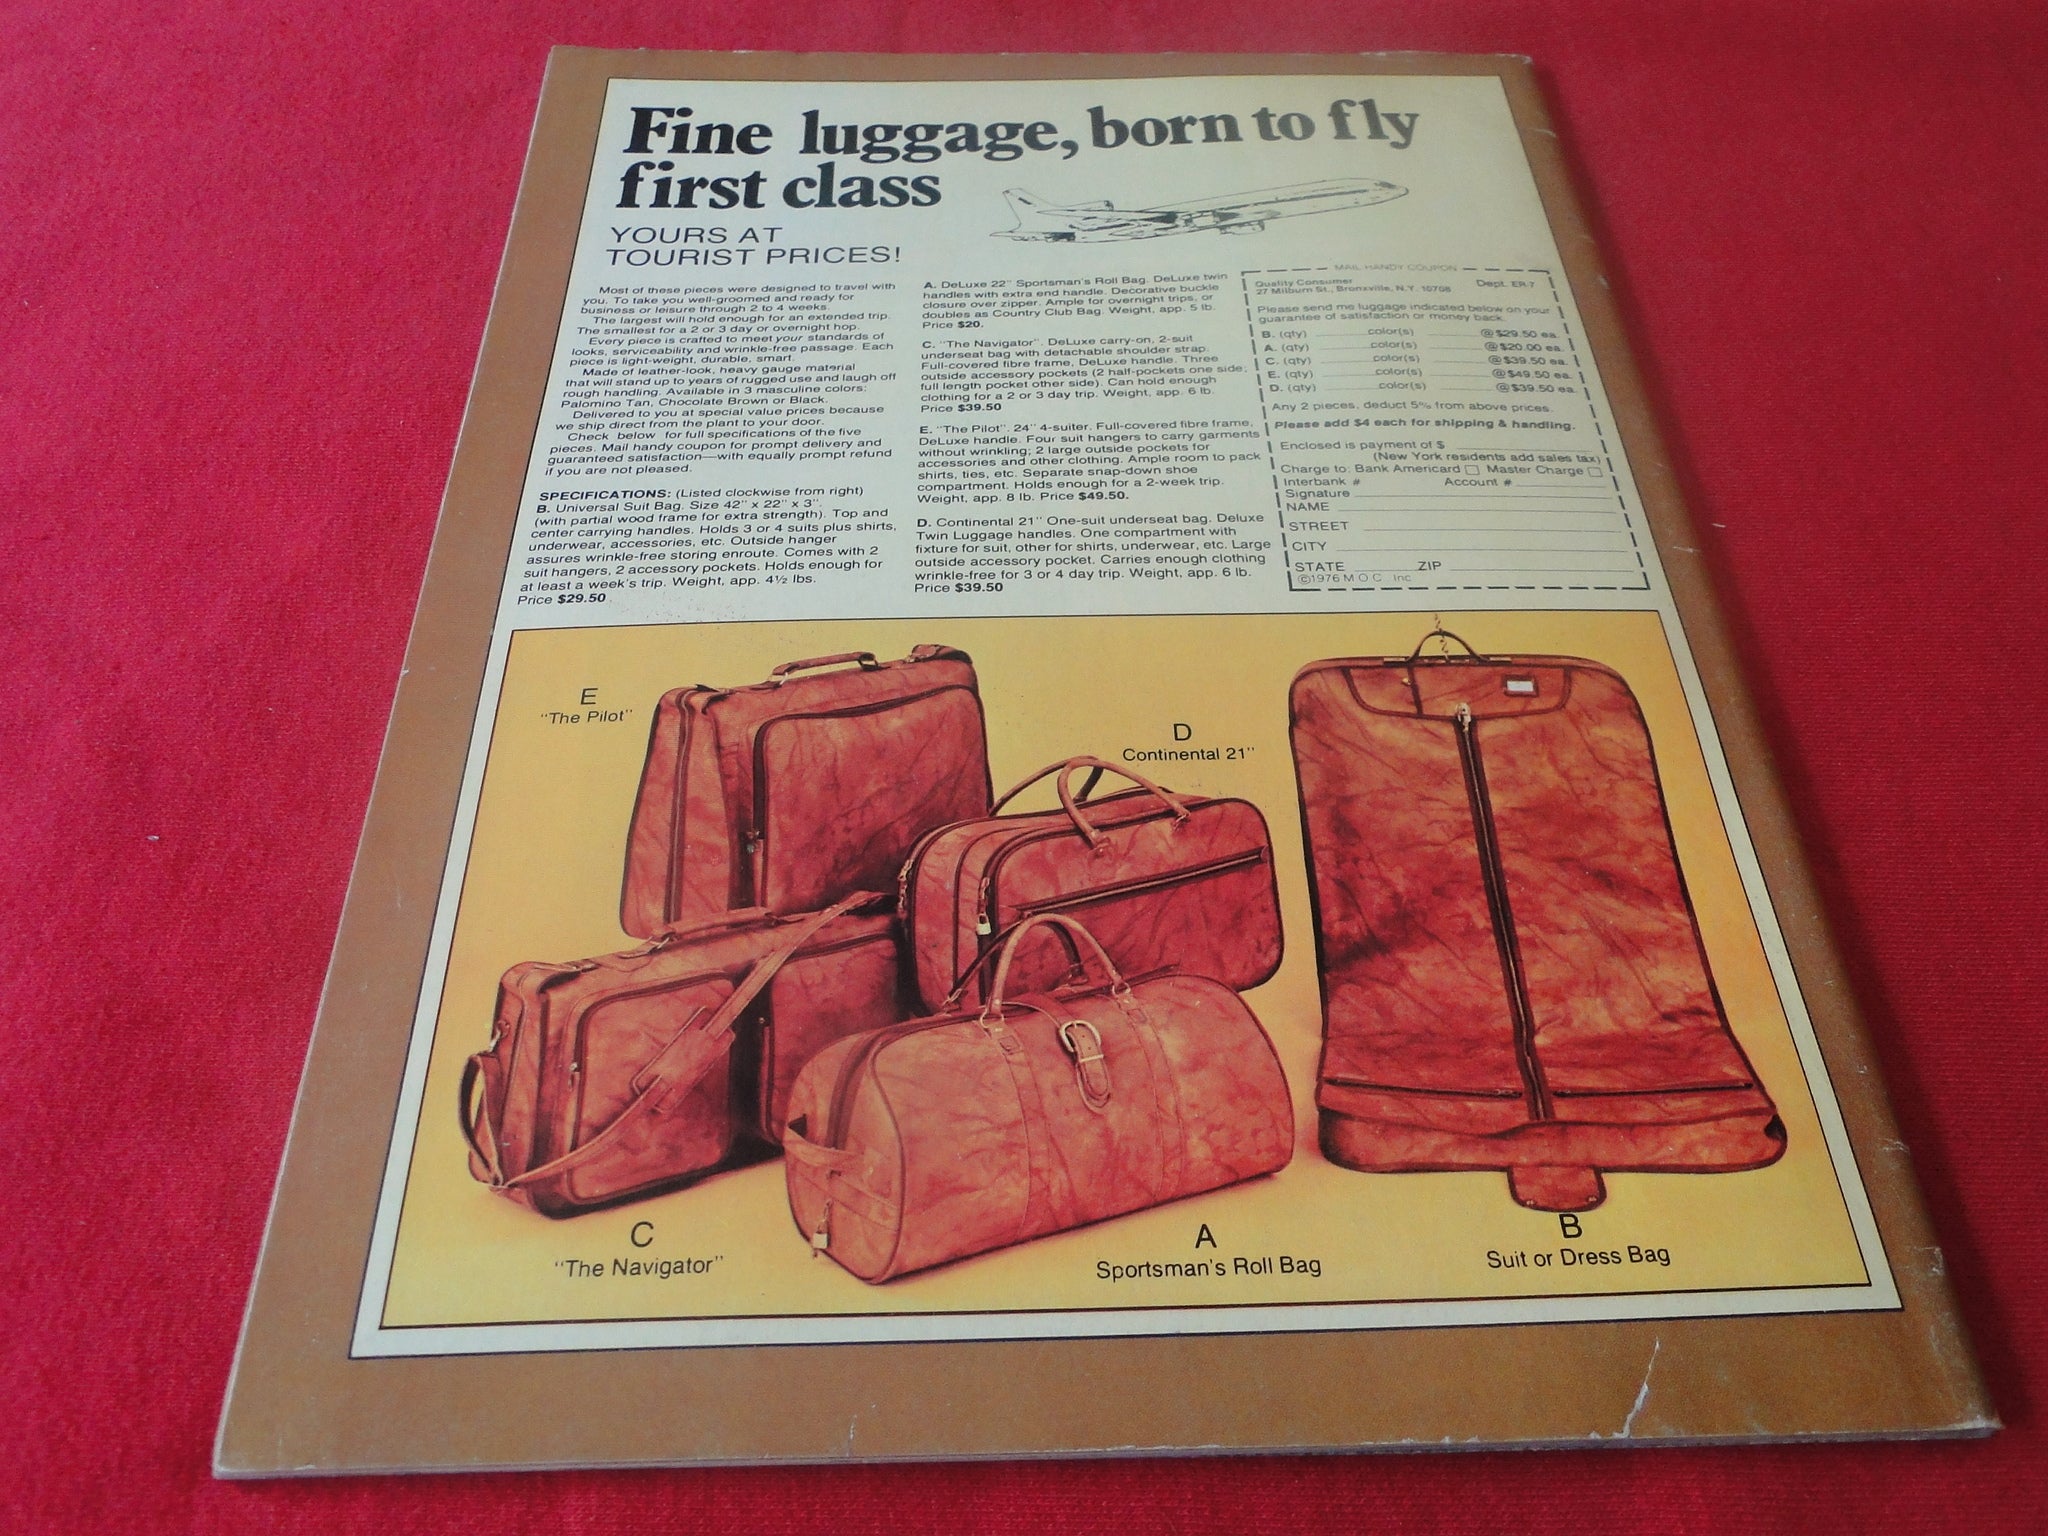 Fine luggage, born to fly
first class
YOURS AT
TOURIST PRICES!
Most of these pieces were designed to travel with
you. To take you well-groomed and ready for
business or leisure through 2 to 4 weeks.
The largest will hold enough for an extended trip.
The smallest for a 2 or 3 day or overnight hop.
Every piece is crafted to meet your standards of
looks, serviceability and wrinkle-free passage. Each
piece is light-weight, durable, smart.
Made of leather-look, heavy gauge material
that will stand up to years of rugged use and laugh off
rough handling. Available in 3 masculine colors:
Palomino Tan, Chocolate Brown or Black.
Delivered to you at special value prices because
we ship direct from the plant to your door.
Check below for full specifications of the five
pieces. Mail handy coupon for prompt delivery and
guaranteed satisfaction—with equally prompt refund
if you are not pleased.
SPECIFICATIONS: (Listed clockwise from right)
B. Universal Suit Bag. Size 42" x 22" x 3".
(with partial wood frame for extra strength). Top and
center carrying handles. Holds 3 or 4 suits plus shirts,
underwear, accessories, etc. Outside hanger
assures wrinkle-free storing enroute. Comes with 2
suit hangers, 2 accessory pockets. Holds enough for
at least a week's trip. Weight, app. 4½ lbs.
Price $29.50
A. DeLuxe 22" Sportsman's Roll Bag. DeLuxe twin
handles with extra end handle. Decorative buckle
closure over zipper. Ample for overnight trips, or
doubles as Country Club Bag. Weight, app. 5 lb.
Price $20.
C. "The Navigator". DeLuxe carry-on, 2-suit
underseat bag with detachable shoulder strap.
Full-covered fibre frame, DeLuxe handle. Three
outside accessory pockets (2 half-pockets one side;
full length pocket other side). Can hold enough
clothing for a 2 or 3 day trip. Weight, app. 6 lb.
Price $39.50
E. "The Pilot". 24" 4-suiter. Full-covered fibre frame,
DeLuxe handle. Four suit hangers to carry garments
without wrinkling; 2 large outside pockets for
accessories and other clothing. Ample room to pack
shirts, ties, etc. Separate snap-down shoe
compartment. Holds enough for a 2-week trip.
Weight, app. 8 lb. Price $49.50.
D. Continental 21" One-suit underseat bag. Deluxe
Twin Luggage handles. One compartment with
fixture for suit, other for shirts, underwear, etc. Large
outside accessory pocket. Carries enough clothing
wrinkle-free for 3 or 4 day trip. Weight, app. 6 lb.
Price $39.50
MAIL HANDY COUPON
Quality Consumer Dept. ER-7
27 Milburn St., Bronxville, N.Y. 10708
Please send me luggage indicated below on your
guarantee of satisfaction or money back.
B. (qty) color(s) @ $29.50 ea.
A. (qty) color(s) @ $20.00 ea.
C. (qty) color(s) @ $39.50 ea.
E. (qty) color(s) @ $49.50 ea.
D. (qty) color(s) @ $39.50 ea.
Any 2 pieces, deduct 5% from above prices.
Please add $4 each for shipping & handling.
Enclosed is payment of $
(New York residents add sales tax)
Charge to: Bank Americard Master Charge
Interbank # Account #
Signature
NAME
STREET
CITY
STATE ZIP
©1976 M.O.C. Inc
E
"The Pilot"
D
Continental 21"
C
"The Navigator"
A
Sportsman's Roll Bag
B
Suit or Dress Bag